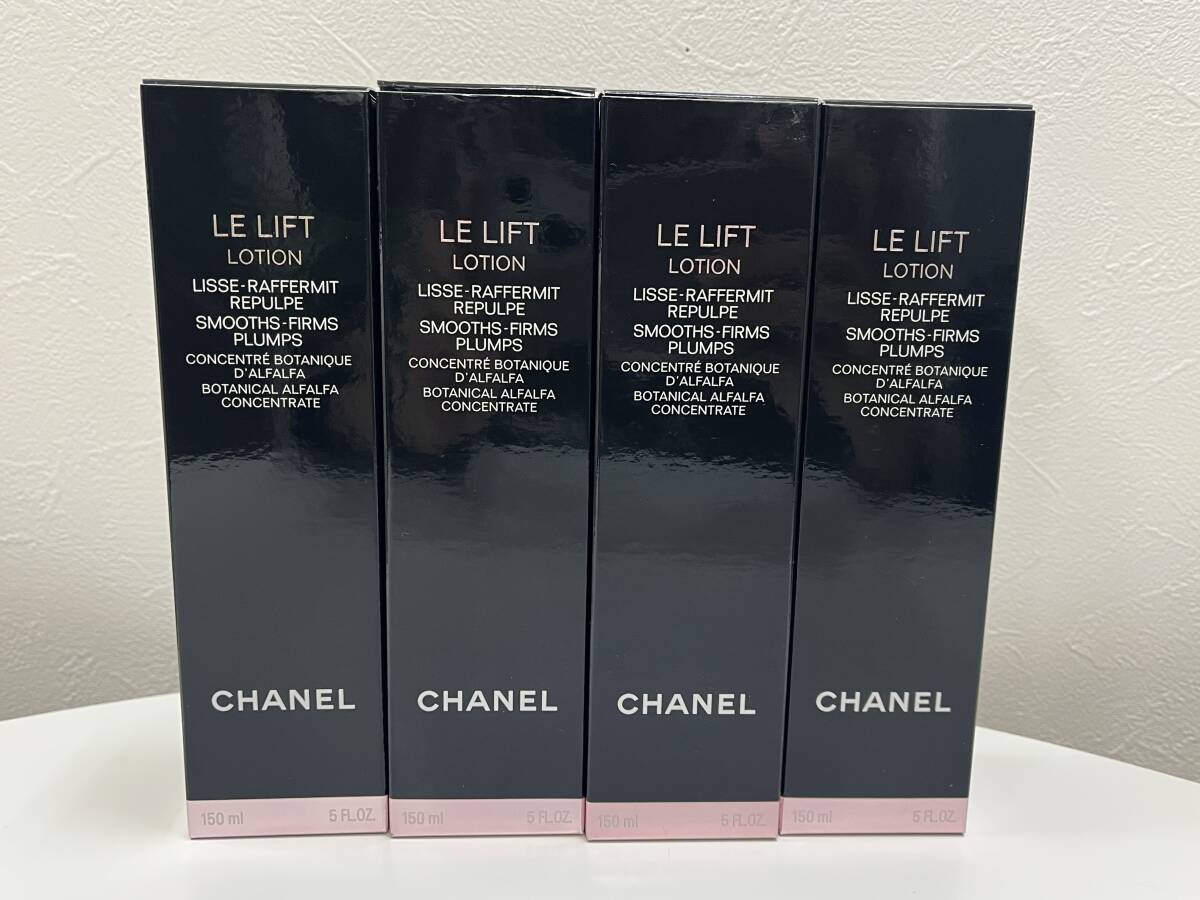 LE LIFT
LOTION
LISSE-RAFFERMIT
REPULPE
SMOOTHS-FIRMS
PLUMPS
CONCENTRÉ BOTANIQUE
D'ALFALFA
BOTANICAL ALFALFA
CONCENTRATE
CHANEL
150 ml 5 FL.OZ.
LE LIFT
LOTION
LISSE-RAFFERMIT
REPULPE
SMOOTHS-FIRMS
PLUMPS
CONCENTRÉ BOTANIQUE
D'ALFALFA
BOTANICAL ALFALFA
CONCENTRATE
CHANEL
150 ml 5 FL.OZ.
LE LIFT
LOTION
LISSE-RAFFERMIT
REPULPE
SMOOTHS-FIRMS
PLUMPS
CONCENTRÉ BOTANIQUE
D'ALFALFA
BOTANICAL ALFALFA
CONCENTRATE
CHANEL
150 ml 5 FL.OZ.
LE LIFT
LOTION
LISSE-RAFFERMIT
REPULPE
SMOOTHS-FIRMS
PLUMPS
CONCENTRÉ BOTANIQUE
D'ALFALFA
BOTANICAL ALFALFA
CONCENTRATE
CHANEL
150 ml 5 FL.OZ.